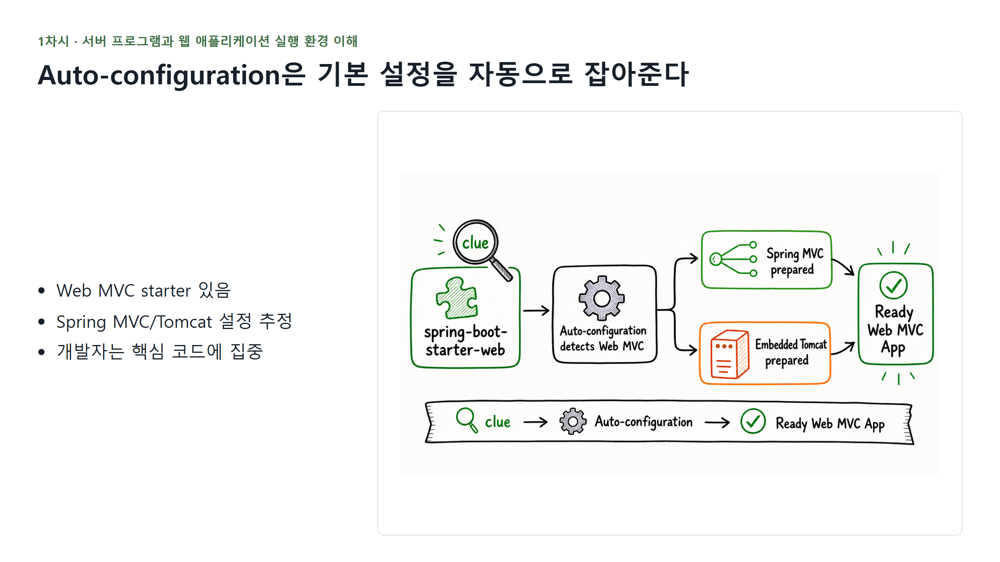 1차시 · 서버 프로그램과 웹 애플리케이션 실행 환경 이해
Auto-configuration은 기본 설정을 자동으로 잡아준다
• Web MVC starter 있음
• Spring MVC/Tomcat 설정 추정
• 개발자는 핵심 코드에 집중
clue
spring-boot-
starter-web
Auto-configuration
detects Web MVC
Spring MVC
prepared
Embedded Tomcat
prepared
Ready
Web MVC
App
clue
Auto-configuration
Ready Web MVC App